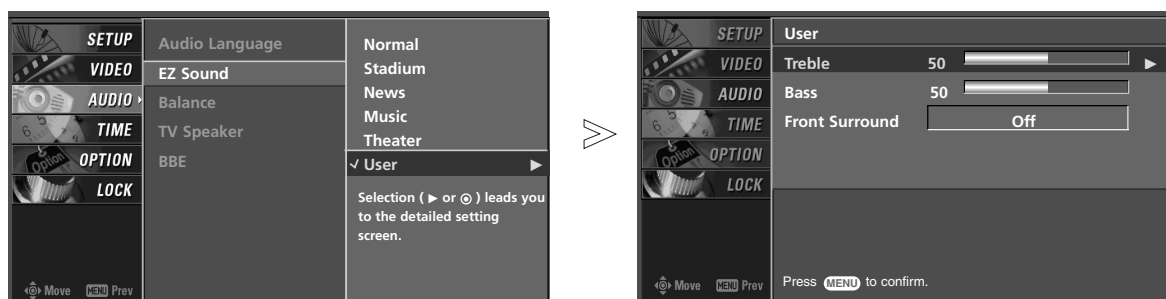 SETUP
VIDEO
AUDIO
TIME
OPTION
LOCK
Move MENU Prev
Audio Language
EZ Sound
Balance
TV Speaker
BBE
Normal
Stadium
News
Music
Theater
✓ User ▶
Selection ( ▶ or ◉ ) leads you
to the detailed setting
screen.
SETUP
VIDEO
AUDIO
TIME
OPTION
LOCK
Move MENU Prev
User
Treble 50 ▶
Bass 50
Front Surround Off
Press MENU to confirm.